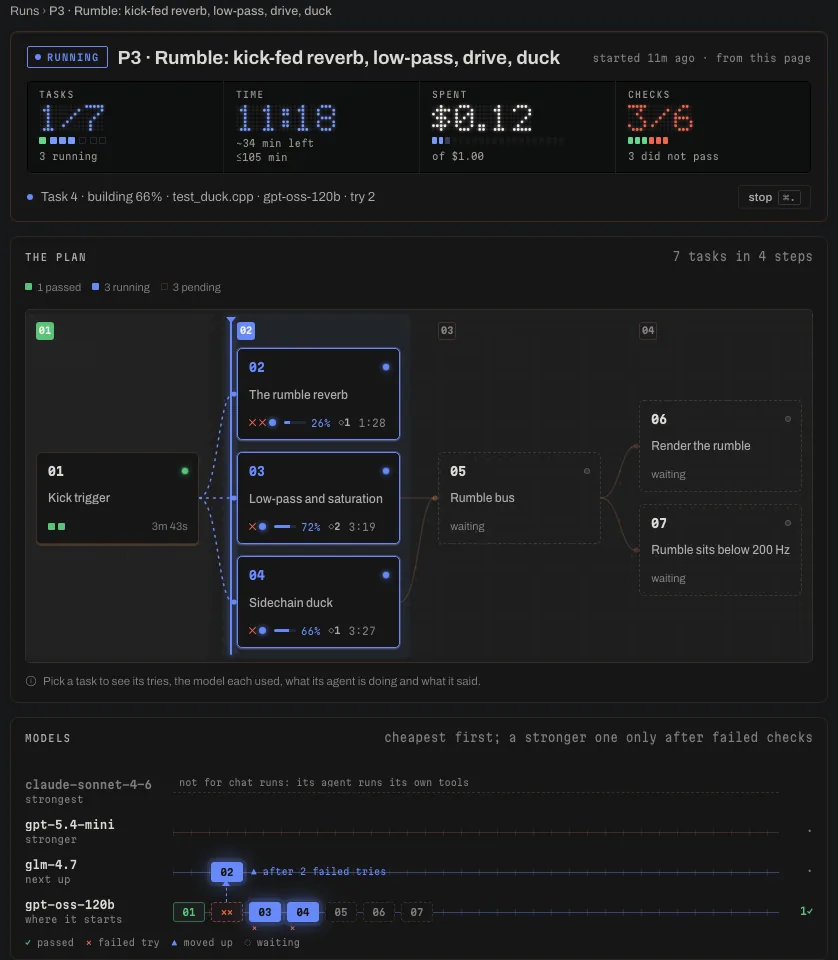 Runs › P3 · Rumble: kick-fed reverb, low-pass, drive, duck
RUNNING P3 · Rumble: kick-fed reverb, low-pass, drive, duck started 11m ago · from this page
TASKS TIME SPENT CHECKS
1/7 11:18 $0.12 3/6
3 running ~34 min left of $1.00 3 did not pass
≤105 min
Task 4 · building 66% · test_duck.cpp · gpt-oss-120b · try 2 stop ⌘.
THE PLAN 7 tasks in 4 steps
1 passed 3 running 3 pending
01 02 03 04
02
The rumble reverb
××● 26% ○1 1:28
01
Kick trigger
3m 43s
03
Low-pass and saturation
×● 72% ○2 3:19
04
Sidechain duck
×● 66% ○1 3:27
05
Rumble bus
waiting
06
Render the rumble
waiting
07
Rumble sits below 200 Hz
waiting
Pick a task to see its tries, the model each used, what its agent is doing and what it said.
MODELS cheapest first; a stronger one only after failed checks
claude-sonnet-4-6 not for chat runs: its agent runs its own tools
strongest
gpt-5.4-mini ·
stronger
glm-4.7 02 ▲ after 2 failed tries ·
next up
gpt-oss-120b 01 ×× 03 04 05 06 07 1✓
where it starts × ×
✓ passed × failed try ▲ moved up ○ waiting